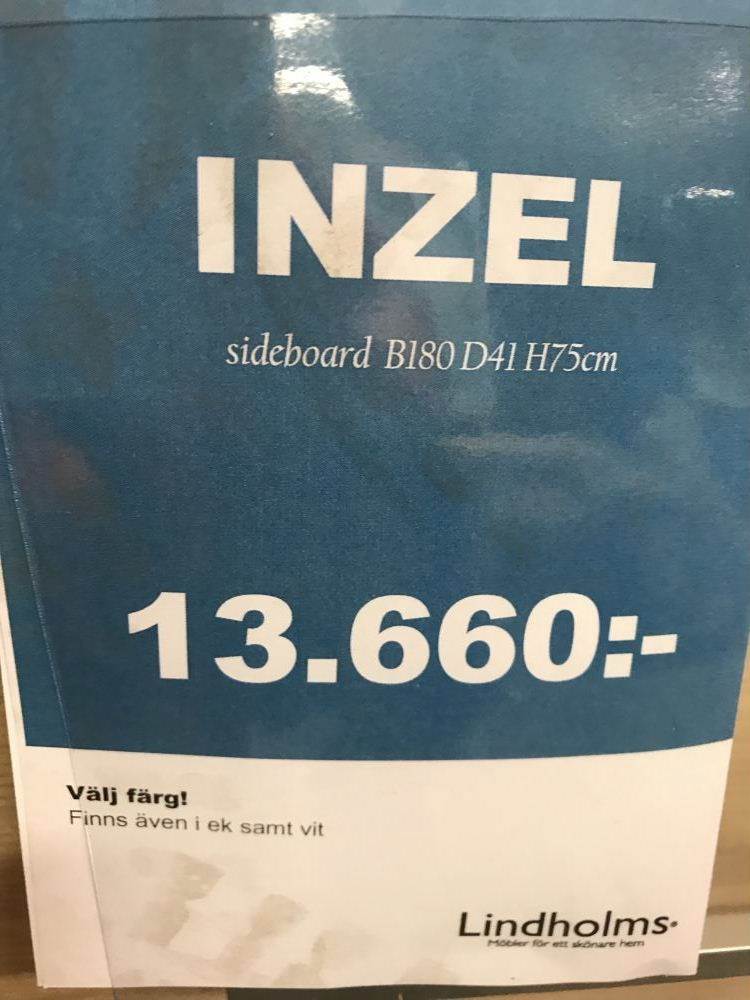 INZEL
sideboard B180 D41 H75cm
13.660:-
Välj färg!
Finns även i ek samt vit
Lindholms
Möbler för ett skönare hem